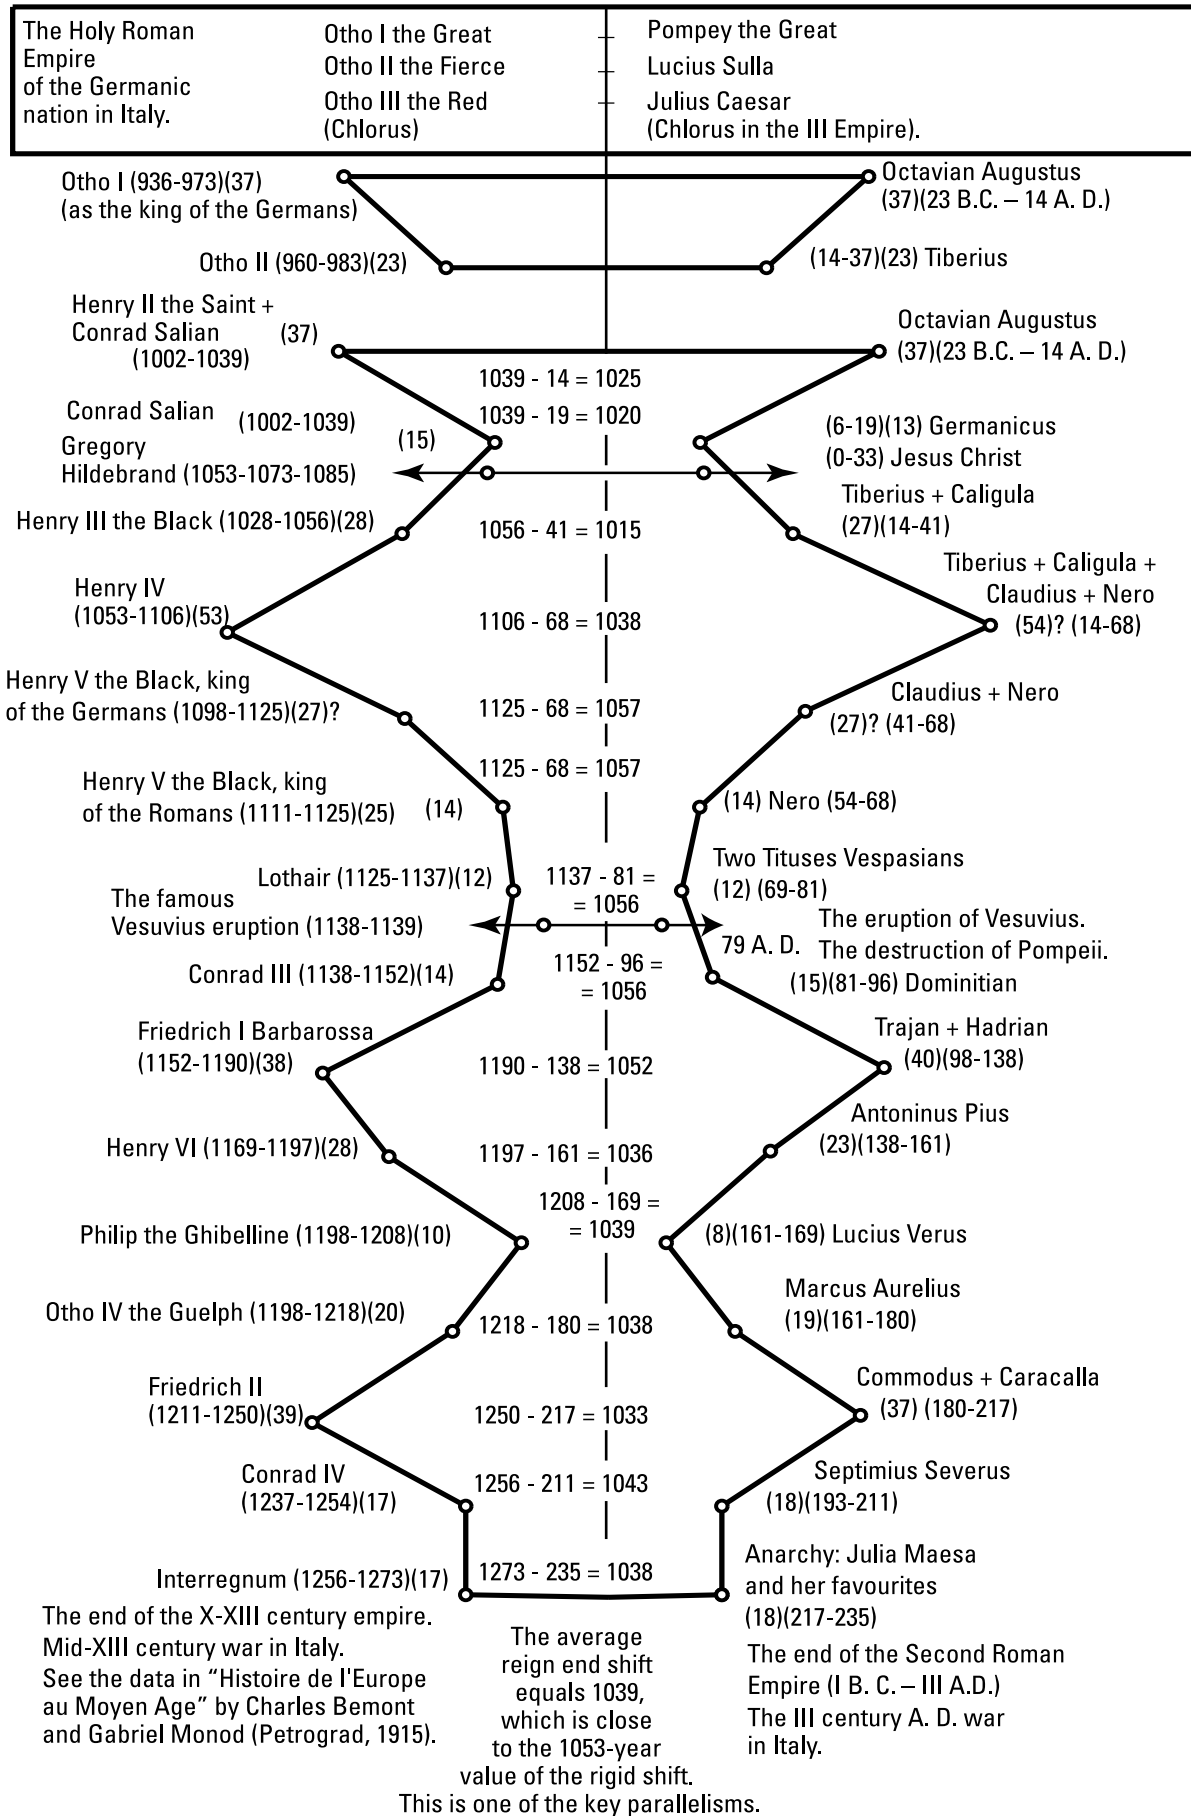 The Holy Roman
Empire
of the Germanic
nation in Italy.
Otho I the Great
Otho II the Fierce
Otho III the Red
(Chlorus)
Pompey the Great
Lucius Sulla
Julius Caesar
(Chlorus in the III Empire).
Otho I (936-973)(37)
(as the king of the Germans)
Octavian Augustus
(37)(23 B.C. – 14 A. D.)
Otho II (960-983)(23)
(14-37)(23) Tiberius
Henry II the Saint +
Conrad Salian (37)
(1002-1039)
Octavian Augustus
(37)(23 B.C. – 14 A. D.)
1039 - 14 = 1025
Conrad Salian (1002-1039)
(15)
1039 - 19 = 1020
(6-19)(13) Germanicus
Gregory
Hildebrand (1053-1073-1085)
(0-33) Jesus Christ
Henry III the Black (1028-1056)(28)
1056 - 41 = 1015
Tiberius + Caligula
(27)(14-41)
Henry IV
(1053-1106)(53)
1106 - 68 = 1038
Tiberius + Caligula +
Claudius + Nero
(54)? (14-68)
Henry V the Black, king
of the Germans (1098-1125)(27)?
1125 - 68 = 1057
Claudius + Nero
(27)? (41-68)
Henry V the Black, king
of the Romans (1111-1125)(25) (14)
1125 - 68 = 1057
(14) Nero (54-68)
Lothair (1125-1137)(12)
1137 - 81 =
= 1056
Two Tituses Vespasians
(12) (69-81)
The famous
Vesuvius eruption (1138-1139)
79 A. D.
The eruption of Vesuvius.
The destruction of Pompeii.
Conrad III (1138-1152)(14)
1152 - 96 =
= 1056
(15)(81-96) Dominitian
Friedrich I Barbarossa
(1152-1190)(38)
1190 - 138 = 1052
Trajan + Hadrian
(40)(98-138)
Henry VI (1169-1197)(28)
1197 - 161 = 1036
Antoninus Pius
(23)(138-161)
Philip the Ghibelline (1198-1208)(10)
1208 - 169 =
= 1039
(8)(161-169) Lucius Verus
Otho IV the Guelph (1198-1218)(20)
1218 - 180 = 1038
Marcus Aurelius
(19)(161-180)
Friedrich II
(1211-1250)(39)
1250 - 217 = 1033
Commodus + Caracalla
(37) (180-217)
Conrad IV
(1237-1254)(17)
1256 - 211 = 1043
Septimius Severus
(18)(193-211)
Interregnum (1256-1273)(17)
1273 - 235 = 1038
Anarchy: Julia Maesa
and her favourites
(18)(217-235)
The end of the X-XIII century empire.
Mid-XIII century war in Italy.
See the data in “Histoire de l'Europe
au Moyen Age” by Charles Bemont
and Gabriel Monod (Petrograd, 1915).
The average
reign end shift
equals 1039,
which is close
to the 1053-year
value of the rigid shift.
This is one of the key parallelisms.
The end of the Second Roman
Empire (I B. C. – III A.D.)
The III century A. D. war
in Italy.